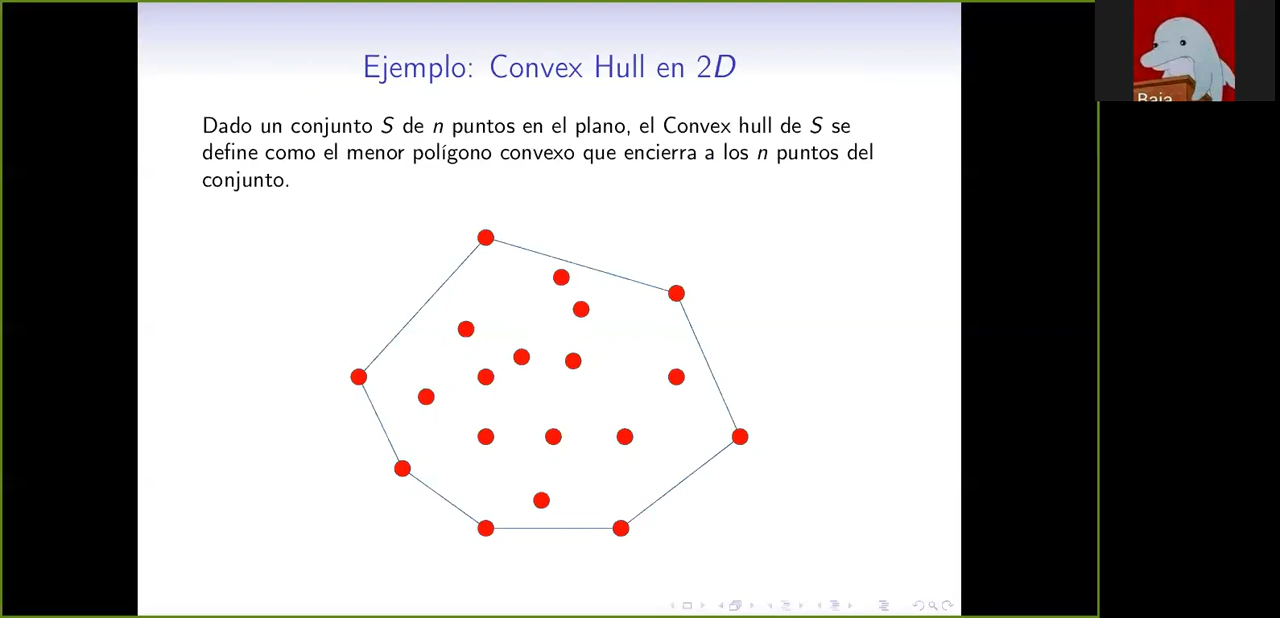 Ejemplo: Convex Hull en 2D
Dado un conjunto S de n puntos en el plano, el Convex hull de S se
define como el menor polígono convexo que encierra a los n puntos del
conjunto.
Baja